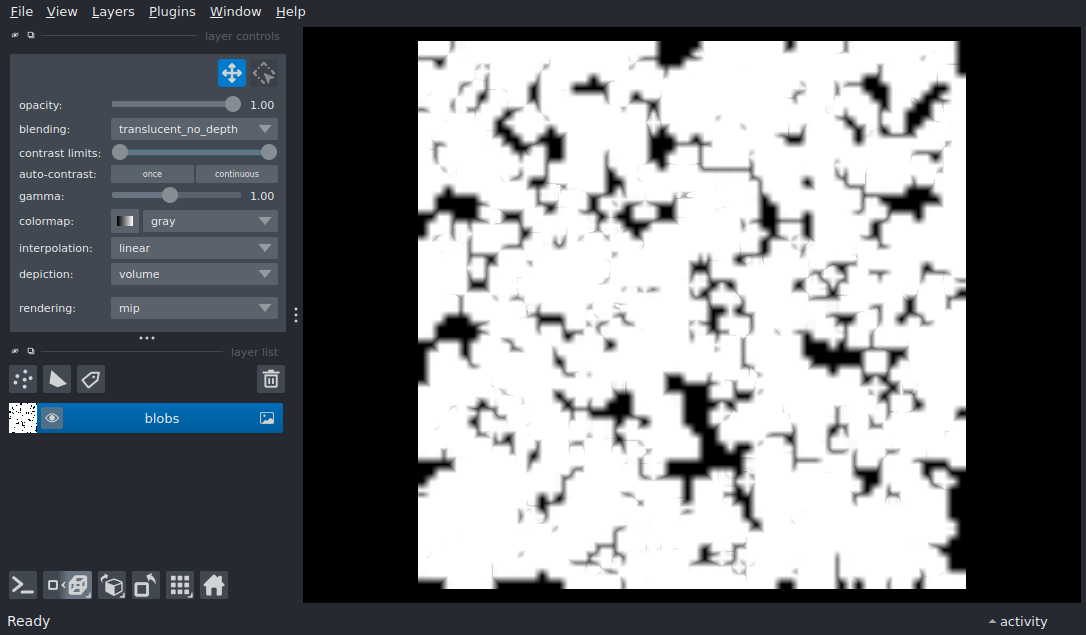 File View Layers Plugins Window Help
layer controls
opacity: 1.00
blending: translucent_no_depth
contrast limits:
auto-contrast: once continuous
gamma: 1.00
colormap: gray
interpolation: linear
depiction: volume
rendering: mip
layer list
blobs
Ready
activity